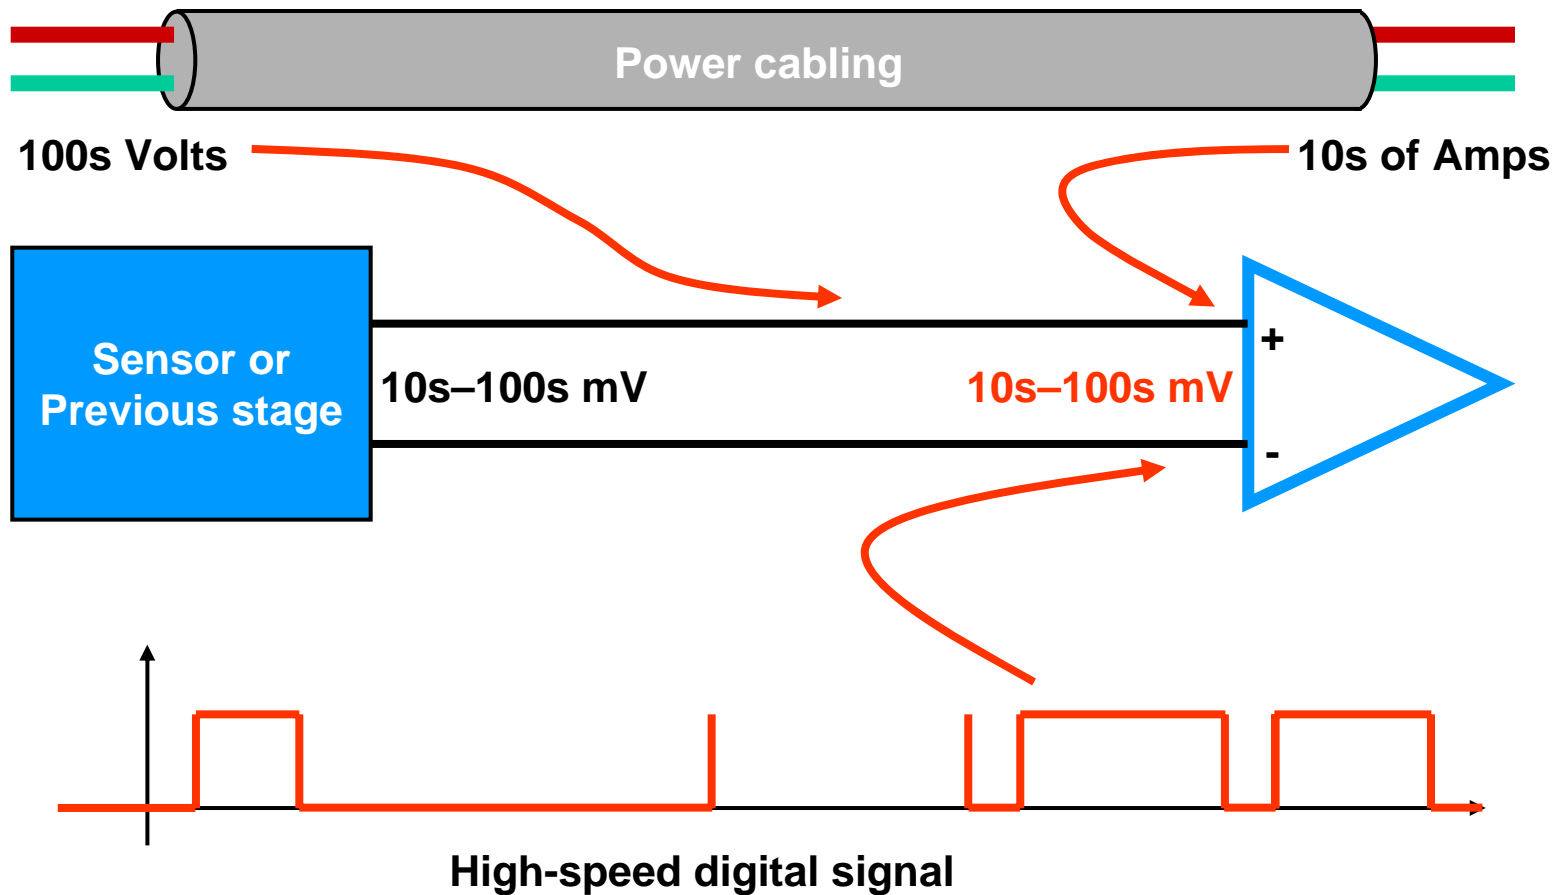 Power cabling
100s Volts
10s of Amps
Sensor or
Previous stage
10s–100s mV
10s–100s mV
+
-
High-speed digital signal